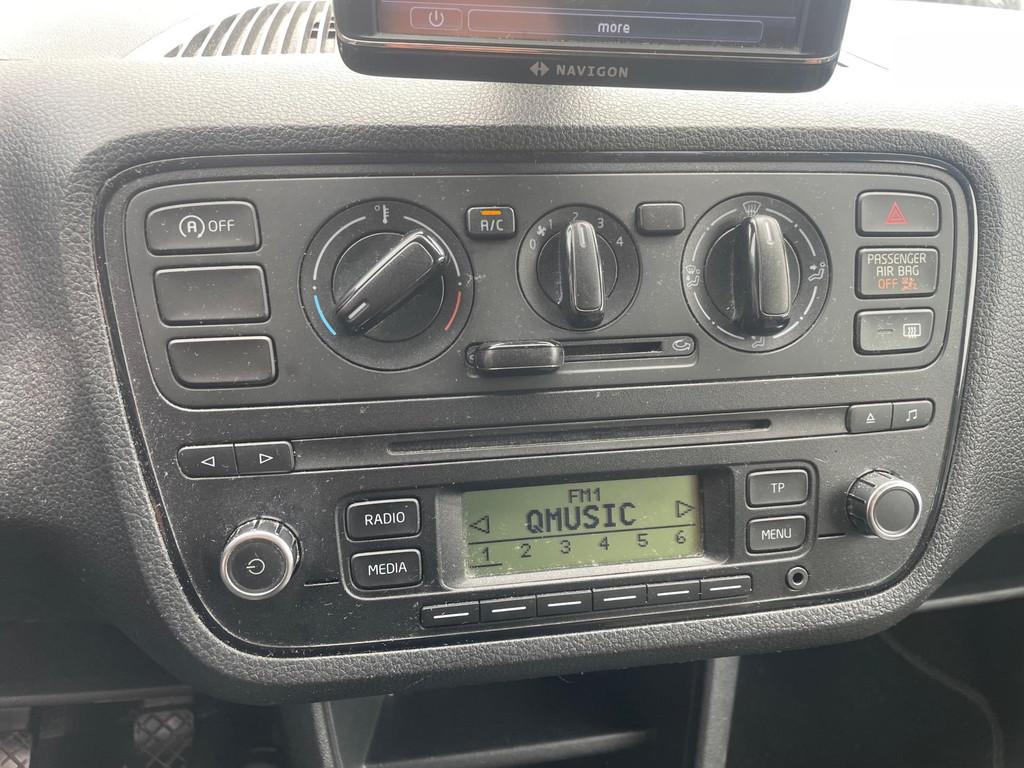 more
NAVIGON
A OFF
A/C
0 1 2 3 4
PASSENGER
AIR BAG
OFF
RADIO
MEDIA
FM1
QMUSIC
1 2 3 4 5 6
TP
MENU